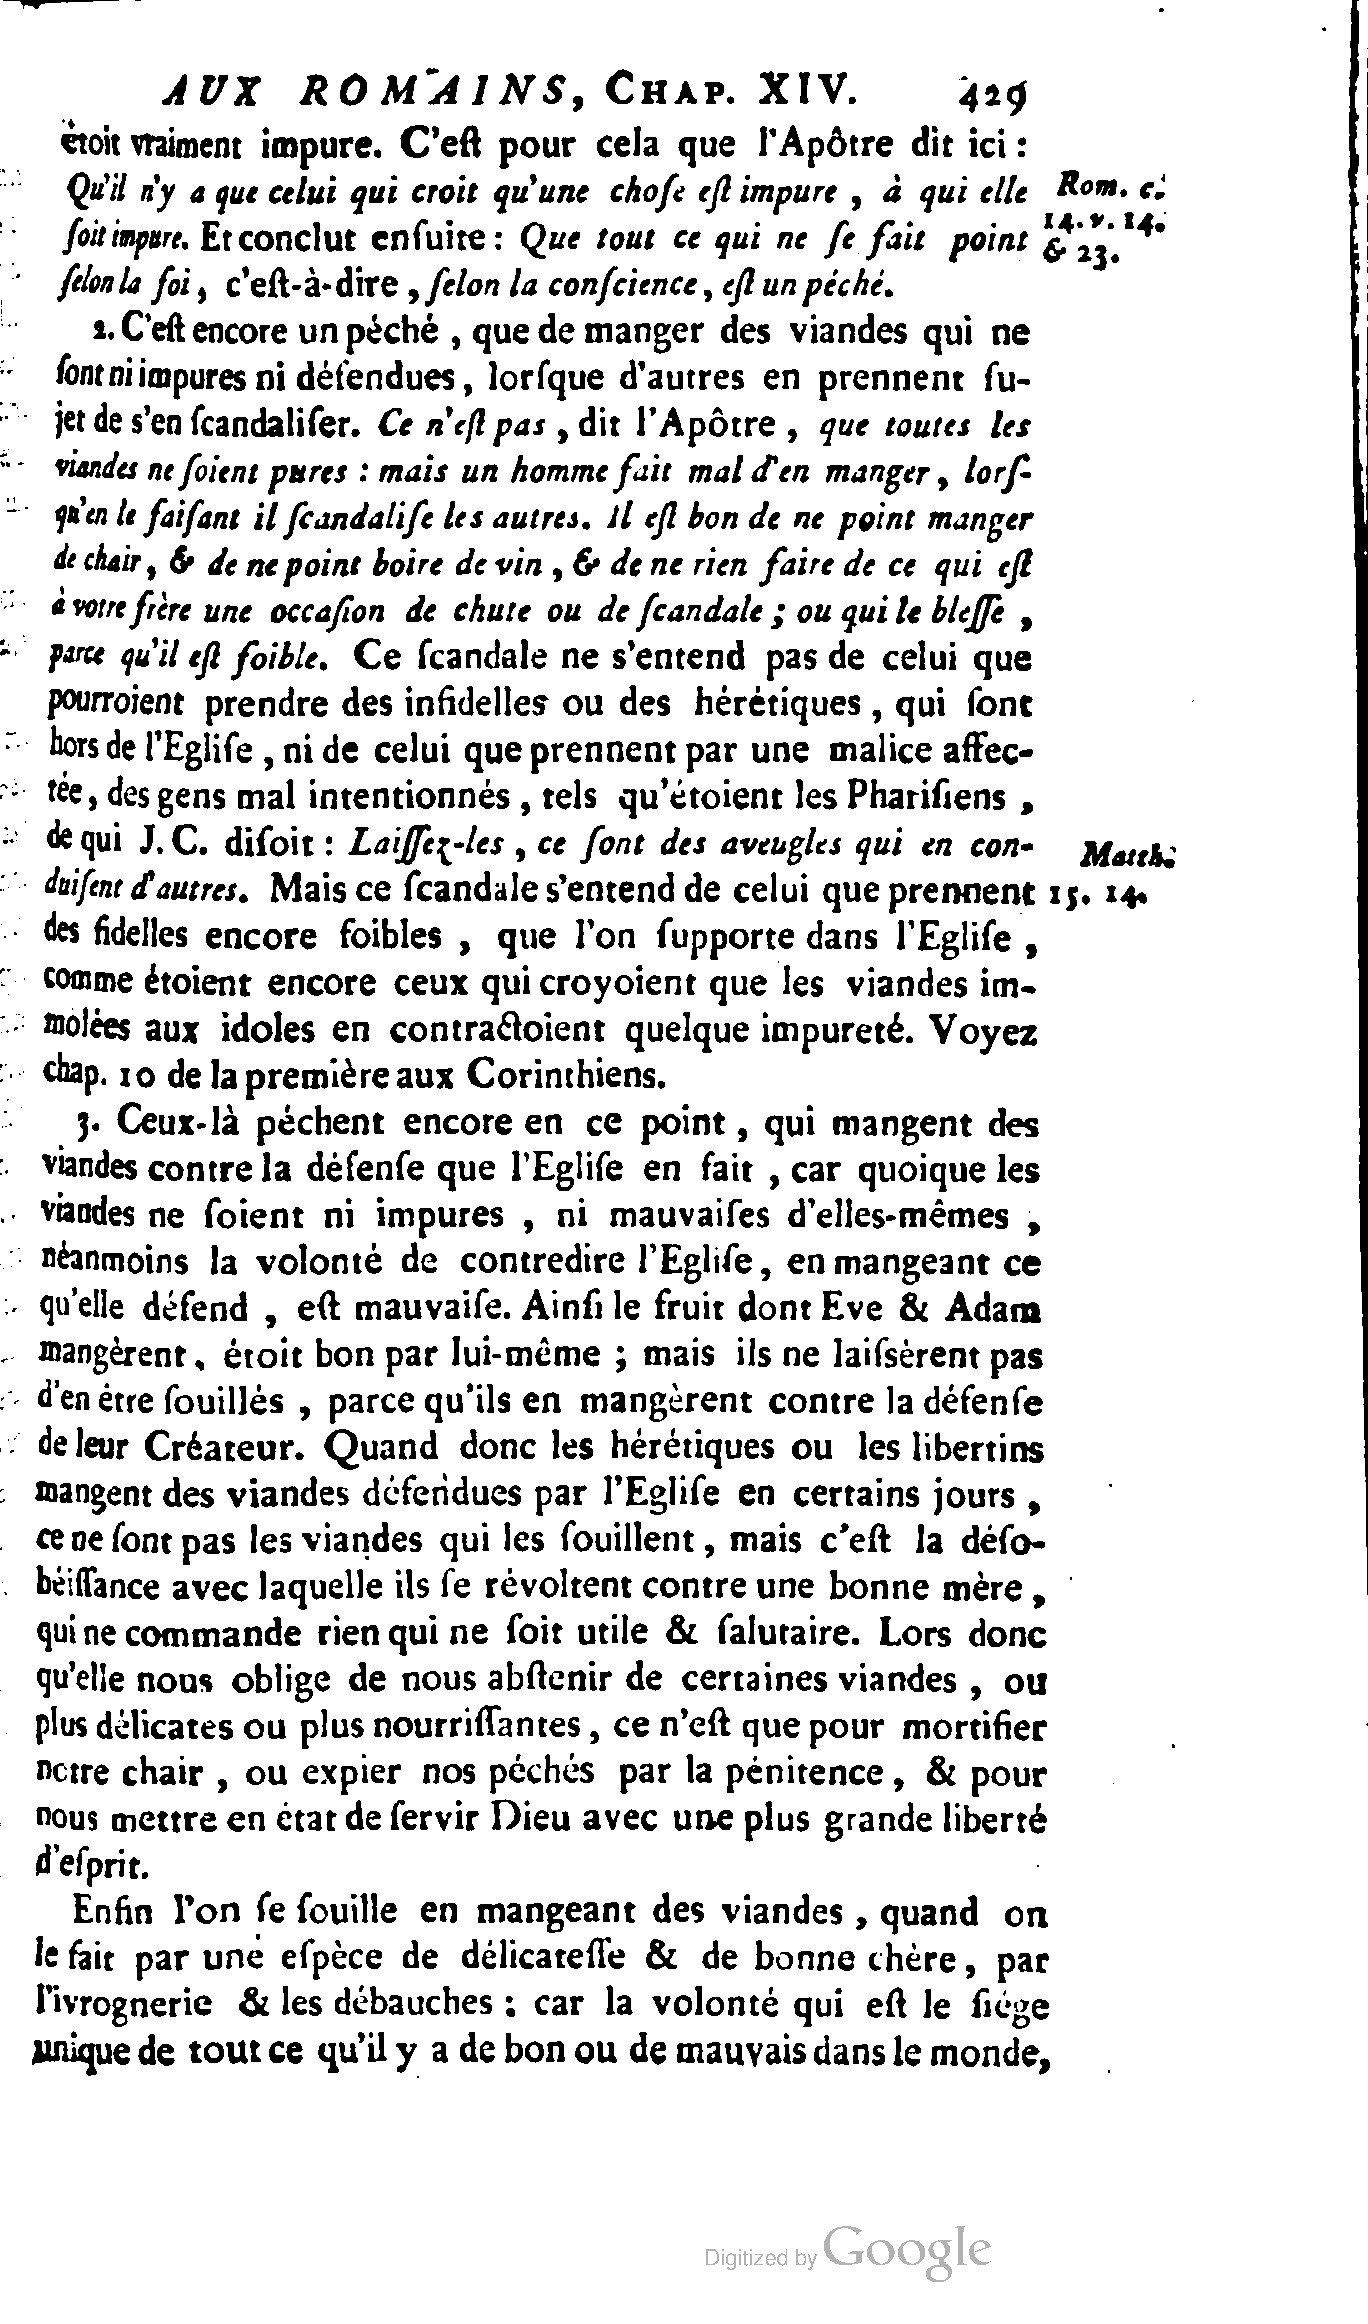 AUX ROMAINS, CHAP. XIV. 429
étoit vraiment impure. C'eſt pour cela que l'Apôtre dit ici :
Qu'il n'y a que celui qui croit qu'une choſe eſt impure , à qui elle
ſoit impure. Et conclut enſuite : Que tout ce qui ne ſe fait point
ſelon la foi , c'eſt-à-dire , ſelon la conſcience , eſt un péché.
Rom. c.
14. v. 14.
& 23.
2. C'eſt encore un péché , que de manger des viandes qui ne
ſont ni impures ni défendues , lorſque d'autres en prennent ſu-
jet de s'en ſcandaliſer. Ce n'eſt pas , dit l'Apôtre , que toutes les
viandes ne ſoient pures : mais un homme fait mal d'en manger , lorſ-
qu'en le faiſant il ſcandaliſe les autres. Il eſt bon de ne point manger
de chair , & de ne point boire de vin , & de ne rien faire de ce qui eſt
à votre frère une occaſion de chute ou de ſcandale ; ou qui le bleſſe ,
parce qu'il eſt foible. Ce ſcandale ne s'entend pas de celui que
pourroient prendre des infidelles ou des hérétiques , qui ſont
hors de l'Egliſe , ni de celui que prennent par une malice affec-
tée , des gens mal intentionnés , tels qu'étoient les Phariſiens ,
de qui J. C. diſoit : Laiſſez-les , ce ſont des aveugles qui en con-
duiſent d'autres. Mais ce ſcandale s'entend de celui que prennent
Matth.
15. 14.
des fidelles encore foibles , que l'on ſupporte dans l'Egliſe ,
comme étoient encore ceux qui croyoient que les viandes im-
molées aux idoles en contractoient quelque impureté. Voyez
chap. 10 de la première aux Corinthiens.
3. Ceux-là péchent encore en ce point , qui mangent des
viandes contre la défenſe que l'Egliſe en fait , car quoique les
viandes ne ſoient ni impures , ni mauvaiſes d'elles-mêmes ,
néanmoins la volonté de contredire l'Egliſe , en mangeant ce
qu'elle défend , eſt mauvaiſe. Ainſi le fruit dont Eve & Adam
mangèrent , étoit bon par lui-même ; mais ils ne laiſsèrent pas
d'en être ſouillés , parce qu'ils en mangèrent contre la défenſe
de leur Créateur. Quand donc les hérétiques ou les libertins
mangent des viandes défendues par l'Egliſe en certains jours ,
ce ne ſont pas les viandes qui les ſouillent , mais c'eſt la déſo-
béiſſance avec laquelle ils ſe révoltent contre une bonne mère ,
qui ne commande rien qui ne ſoit utile & ſalutaire. Lors donc
qu'elle nous oblige de nous abſtenir de certaines viandes , ou
plus délicates ou plus nourriſſantes , ce n'eſt que pour mortifier
notre chair , ou expier nos péchés par la pénitence , & pour
nous mettre en état de ſervir Dieu avec une plus grande liberté
d'eſprit.
Enfin l'on ſe ſouille en mangeant des viandes , quand on
le fait par une eſpèce de délicateſſe & de bonne chère , par
l'ivrognerie & les débauches : car la volonté qui eſt le ſiége
unique de tout ce qu'il y a de bon ou de mauvais dans le monde,
Digitized by Google